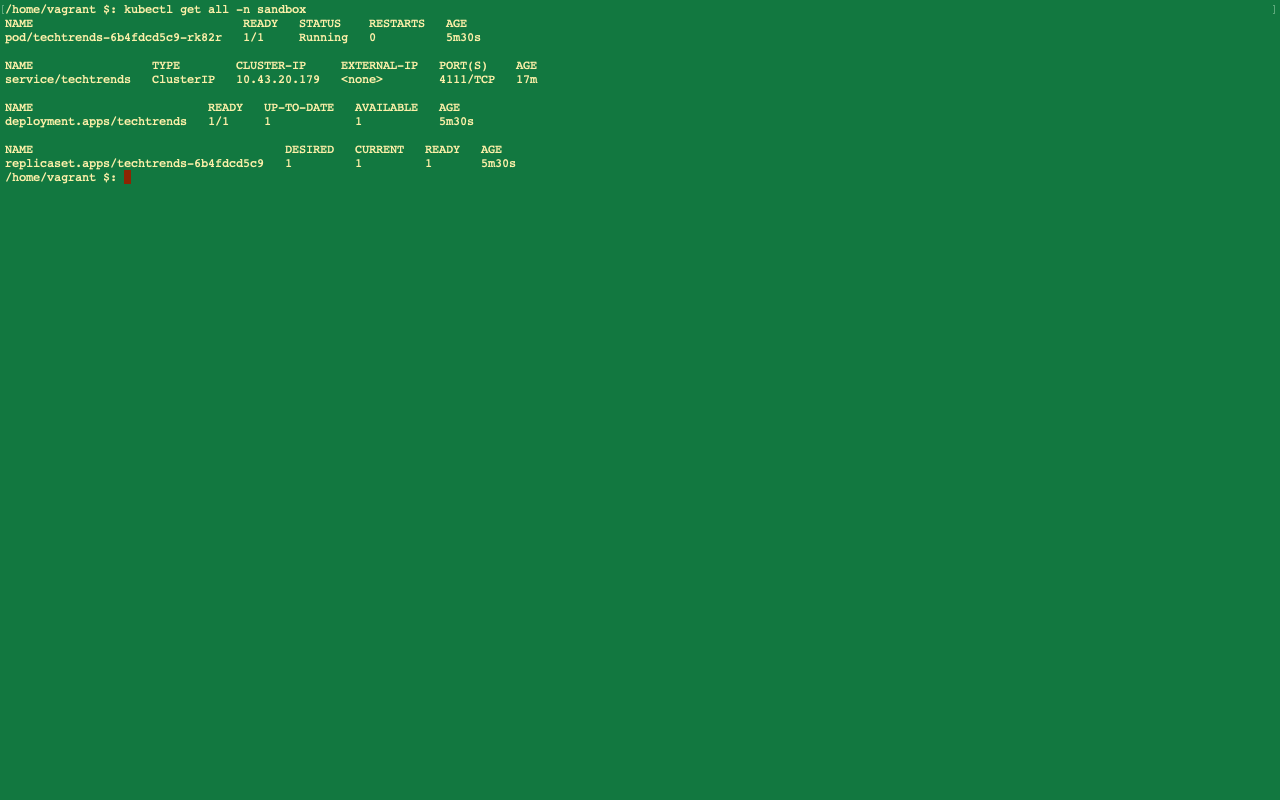 [/home/vagrant $: kubectl get all -n sandbox ]
NAME READY STATUS RESTARTS AGE
pod/techtrends-6b4fdcd5c9-rk82r 1/1 Running 0 5m30s
NAME TYPE CLUSTER-IP EXTERNAL-IP PORT(S) AGE
service/techtrends ClusterIP 10.43.20.179 <none> 4111/TCP 17m
NAME READY UP-TO-DATE AVAILABLE AGE
deployment.apps/techtrends 1/1 1 1 5m30s
NAME DESIRED CURRENT READY AGE
replicaset.apps/techtrends-6b4fdcd5c9 1 1 1 5m30s
/home/vagrant $: